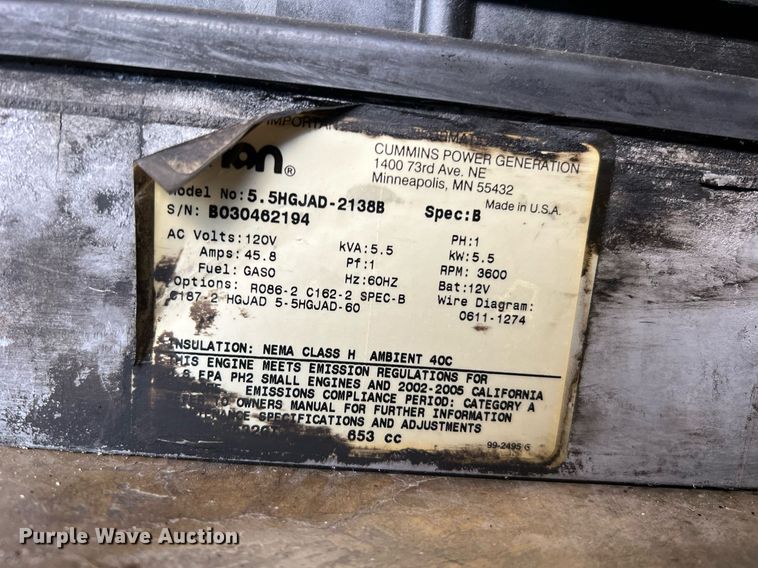 IMPORTAN
an®
CUMMINS POWER GENERATION
1400 73rd Ave. NE
Minneapolis, MN 55432
Made in U.S.A.
Model No:5.5HGJAD-2138B Spec:B
S/N: B030462194
AC Volts:120V kVA:5.5 PH:1
Amps:45.8 Pf:1 kW:5.5
Fuel:GASO Hz:60HZ RPM: 3600
Bat:12V
Options: R086-2 C162-2 SPEC-B Wire Diagram:
C187-2 HGJAD 5-5HGJAD-60 0611-1274
INSULATION: NEMA CLASS H AMBIENT 40C
THIS ENGINE MEETS EMISSION REGULATIONS FOR
EPA PH2 SMALL ENGINES AND 2002-2005 CALIFORNIA
EMISSIONS COMPLIANCE PERIOD: CATEGORY A
TO OWNERS MANUAL FOR FURTHER INFORMATION
SPECIFICATIONS AND ADJUSTMENTS
653 cc
99-2495 G
Purple Wave Auction